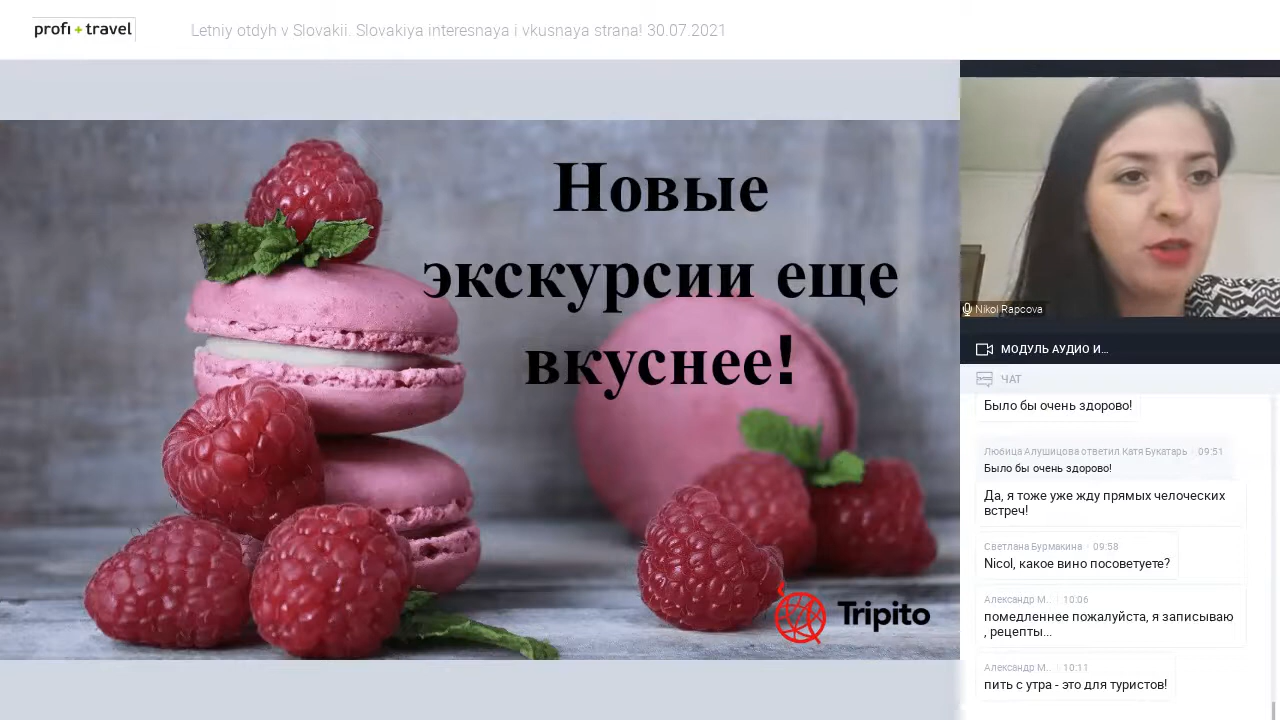 profi + travel
Letniy otdyh v Slovakii. Slovakiya interesnaya i vkusnaya strana! 30.07.2021
Новые
экскурсии еще
вкуснее!
Tripito
Nikol Rapcova
МОДУЛЬ АУДИО И...
ЧАТ
Было бы очень здорово!
Любица Алушицова ответил Катя Букатарь 09:51
Было бы очень здорово!
Да, я тоже уже жду прямых челоческих
встреч!
Светлана Бурмакина · 09:58
Nicol, какое вино посоветуете?
Александр М.. 10:06
помедленнее пожалуйста, я записываю
, рецепты...
Александр М.. 10:11
пить с утра - это для туристов!